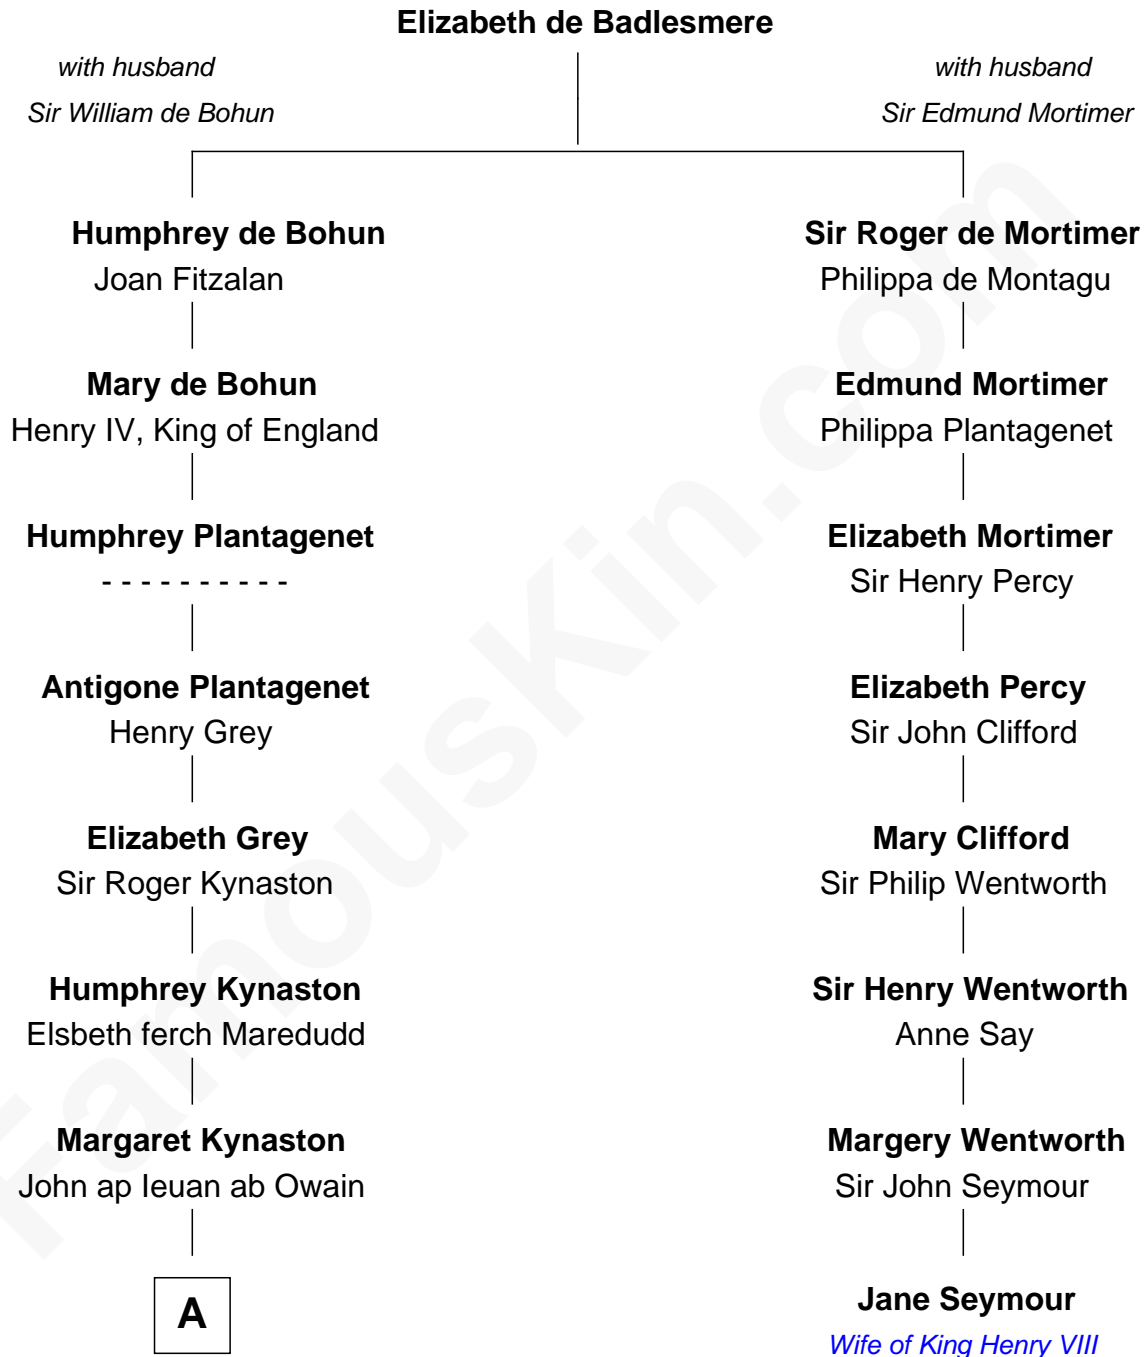 Elizabeth de Badlesmere
with husband
Sir William de Bohun
with husband
Sir Edmund Mortimer
Humphrey de Bohun
Joan Fitzalan
Sir Roger de Mortimer
Philippa de Montagu
Mary de Bohun
Henry IV, King of England
Edmund Mortimer
Philippa Plantagenet
Humphrey Plantagenet
- - - - - - - - - -
Elizabeth Mortimer
Sir Henry Percy
Antigone Plantagenet
Henry Grey
Elizabeth Percy
Sir John Clifford
Elizabeth Grey
Sir Roger Kynaston
Mary Clifford
Sir Philip Wentworth
Humphrey Kynaston
Elsbeth ferch Maredudd
Sir Henry Wentworth
Anne Say
Margaret Kynaston
John ap Ieuan ab Owain
Margery Wentworth
Sir John Seymour
A
Jane Seymour
Wife of King Henry VIII
FamousKin.com